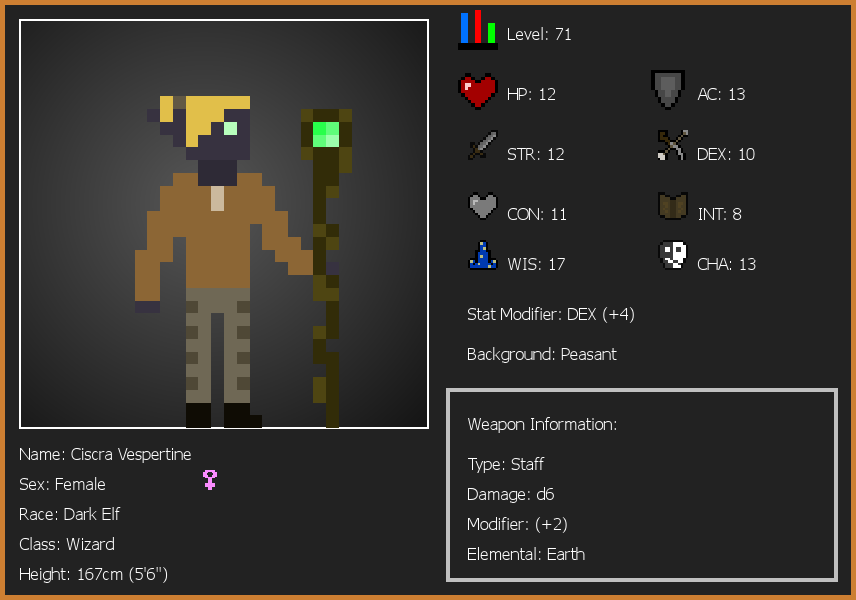 Level: 71
HP: 12
AC: 13
STR: 12
DEX: 10
CON: 11
INT: 8
WIS: 17
CHA: 13
Stat Modifier: DEX (+4)
Background: Peasant
Weapon Information:
Type: Staff
Damage: d6
Modifier: (+2)
Elemental: Earth
Name: Ciscra Vespertine
Sex: Female
Race: Dark Elf
Class: Wizard
Height: 167cm (5'6")